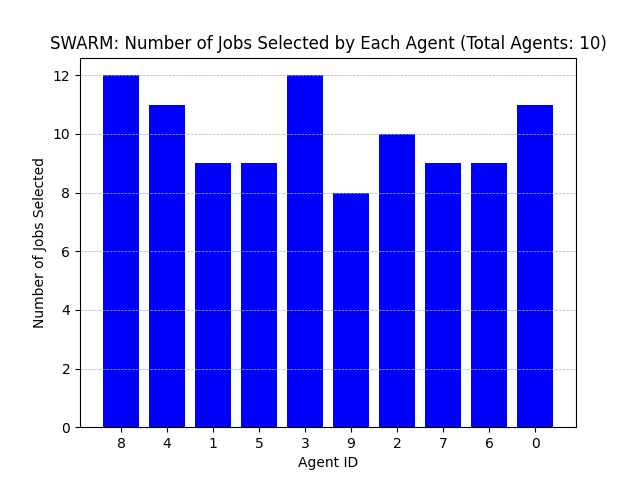 SWARM: Number of Jobs Selected by Each Agent (Total Agents: 10)
12
10
8
6
4
2
0
Number of Jobs Selected
8 4 1 5 3 9 2 7 6 0
Agent ID